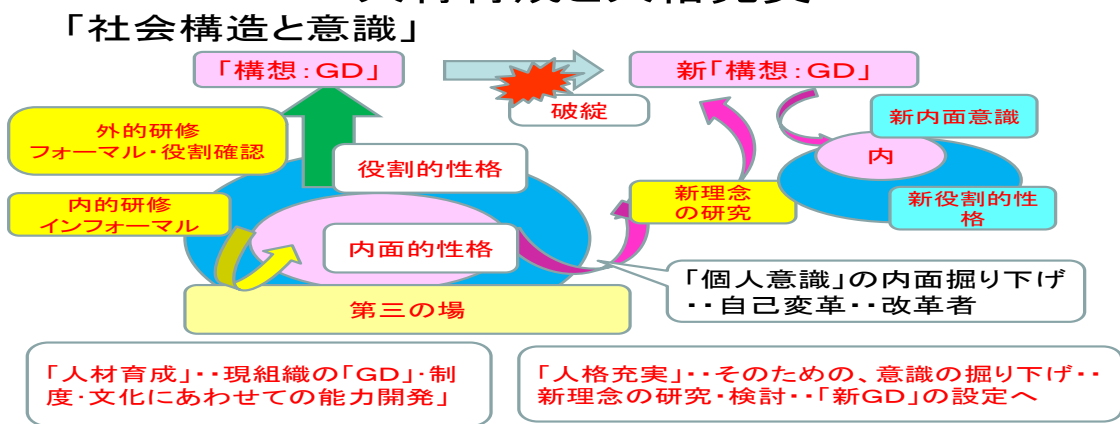 「社会構造と意識」
「構想:GD」
新「構想:GD」
破綻
外的研修
フォーマル・役割確認
役割的性格
新内面意識
内
内的研修
インフォーマル
新理念
の研究
新役割的性
格
内面的性格
「個人意識」の内面掘り下げ
・・自己変革・・改革者
第三の場
「人材育成」・・現組織の「GD」・制
度・文化にあわせての能力開発」
「人格充実」・・そのための、意識の掘り下げ・・
新理念の研究・検討・・「新GD」の設定へ